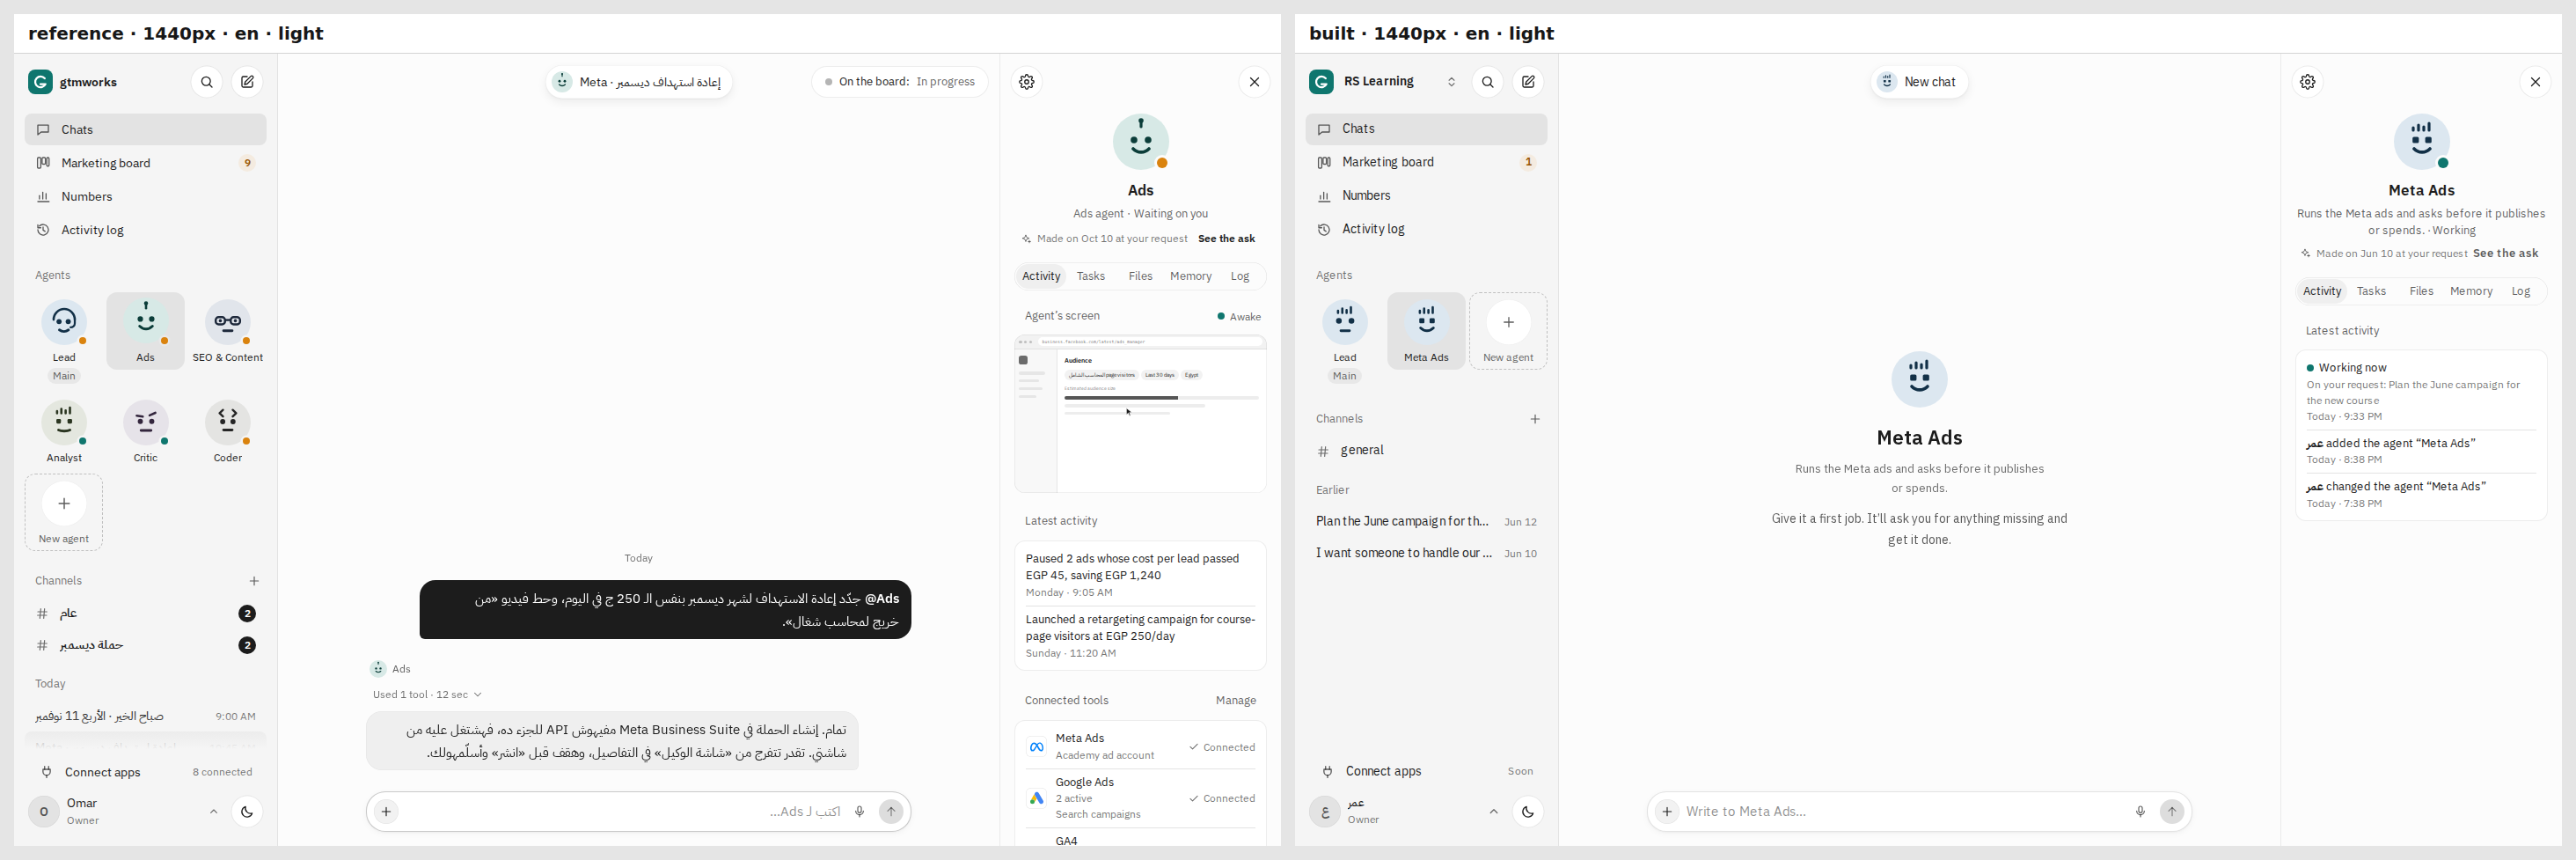 reference · 1440px · en · light
gtmworks
Chats
Marketing board 9
Numbers
Activity log
Agents
Lead
Main
Ads
SEO & Content
Analyst
Critic
Coder
New agent
Channels
# عام 2
# حملة ديسمبر 2
Today
صباح الخير · الأربع 11 نوفمبر 9:00 AM
Connect apps 8 connected
O
Omar
Owner
إعادة استهداف ديسمبر · Meta
On the board: In progress
Today
@Ads جدّد إعادة الاستهداف لشهر ديسمبر بنفس الـ 250 ج في اليوم، وحط فيديو «من
خريج لمحاسب شغال».
Ads
Used 1 tool · 12 sec
تمام. إنشاء الحملة في Meta Business Suite مفيهوش API للجزء ده، فهشتغل عليه من
شاشتي. تقدر تتفرج من «شاشة الوكيل» في التفاصيل، وهقف قبل «انشر» وأسلّمهولك.
اكتب لـ Ads...
Ads
Ads agent · Waiting on you
Made on Oct 10 at your request See the ask
Activity Tasks Files Memory Log
Agent's screen Awake
Audience
Last 30 days
Egypt
Latest activity
Paused 2 ads whose cost per lead passed
EGP 45, saving EGP 1,240
Monday · 9:05 AM
Launched a retargeting campaign for course-
page visitors at EGP 250/day
Sunday · 11:20 AM
Connected tools Manage
Meta Ads
Academy ad account
Connected
Google Ads
2 active
Search campaigns
Connected
GA4
built · 1440px · en · light
RS Learning
Chats
Marketing board 1
Numbers
Activity log
Agents
Lead
Main
Meta Ads
New agent
Channels
# general
Earlier
Plan the June campaign for th... Jun 12
I want someone to handle our ... Jun 10
Connect apps Soon
ع
عمر
Owner
New chat
Meta Ads
Runs the Meta ads and asks before it publishes
or spends.
Give it a first job. It'll ask you for anything missing and
get it done.
Write to Meta Ads...
Meta Ads
Runs the Meta ads and asks before it publishes
or spends. · Working
Made on Jun 10 at your request See the ask
Activity Tasks Files Memory Log
Latest activity
Working now
On your request: Plan the June campaign for
the new course
Today · 9:33 PM
عمر added the agent “Meta Ads”
Today · 8:38 PM
عمر changed the agent “Meta Ads”
Today · 7:38 PM